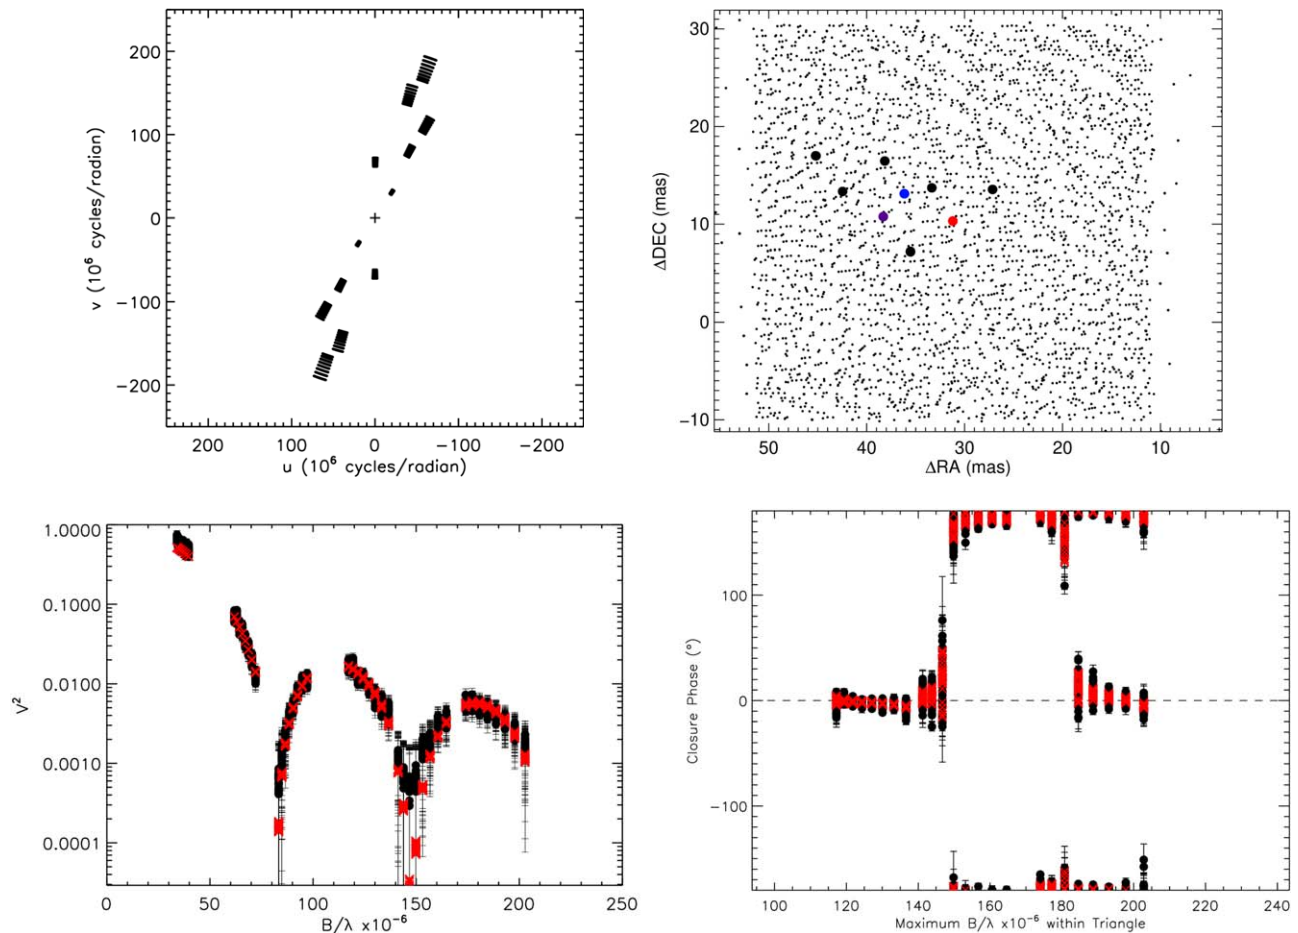 200
100
0
−100
−200
v (10⁶ cycles/radian)
200 100 0 -100 -200
u (10⁶ cycles/radian)
30
20
10
0
−10
ΔDEC (mas)
50 40 30 20 10
ΔRA (mas)
1.0000
0.1000
0.0100
0.0010
0.0001
V²
0 50 100 150 200 250
B/λ x10⁻⁶
100
0
-100
Closure Phase (°)
100 120 140 160 180 200 220 240
Maximum B/λ x10⁻⁶ within Triangle